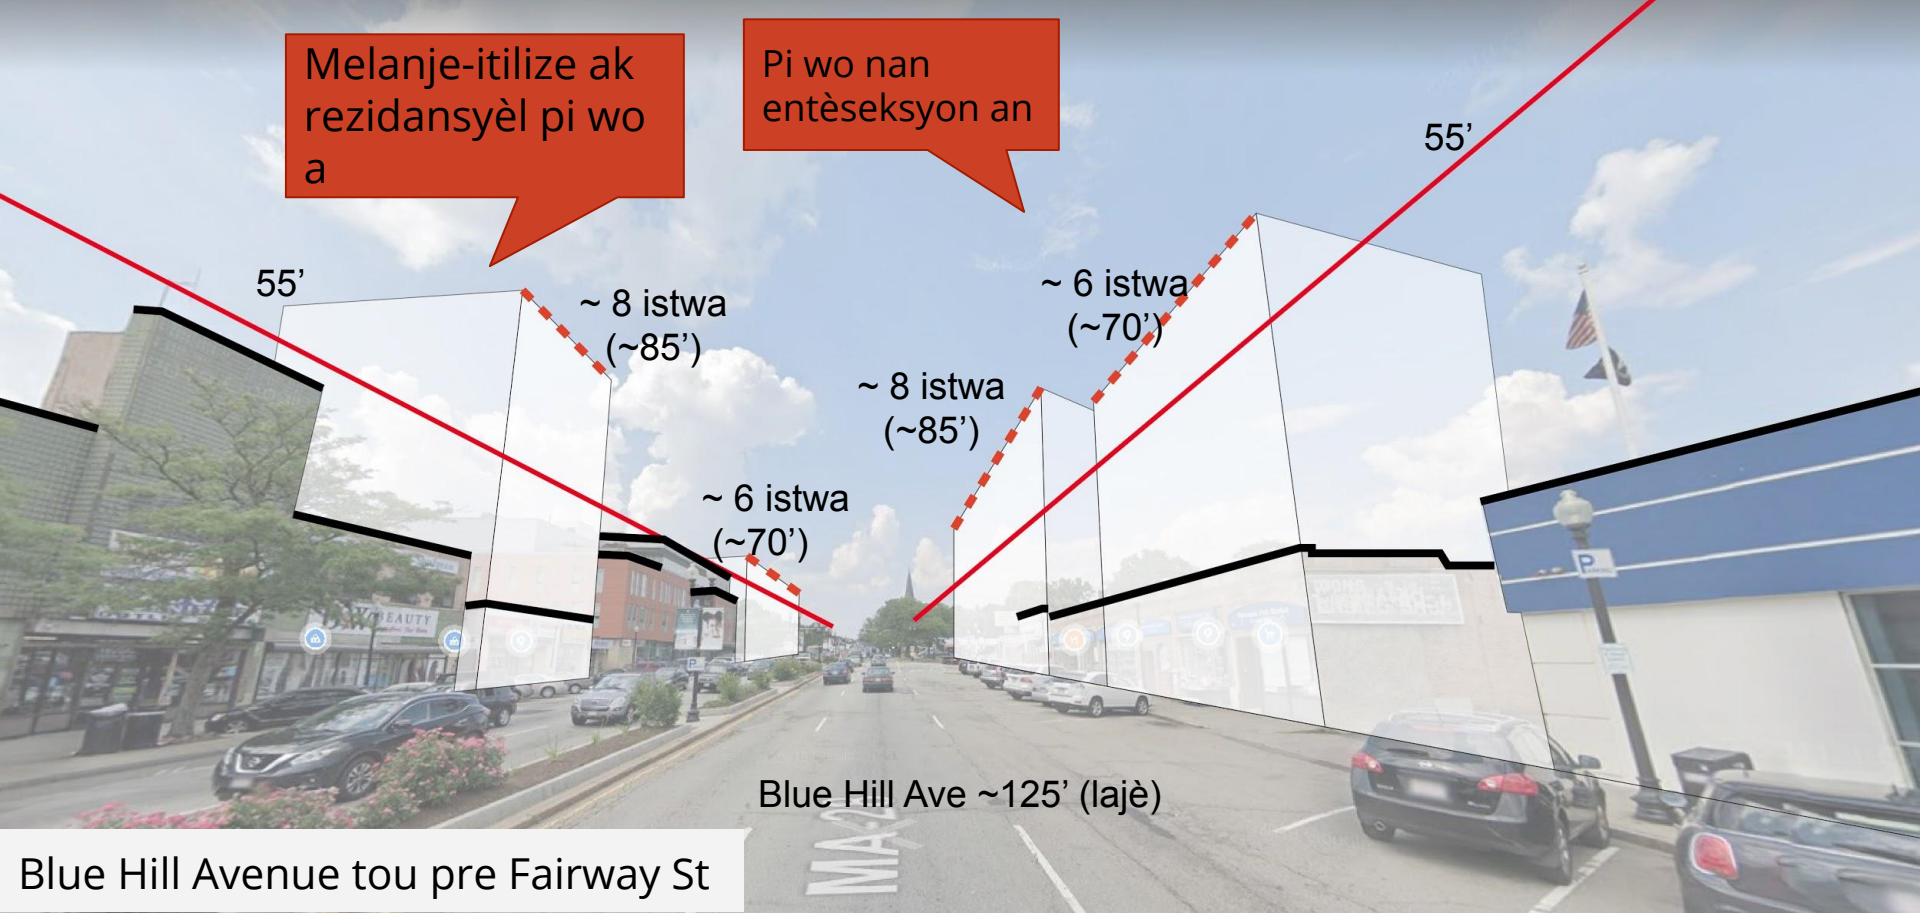 Melanje-itilize ak
rezidansyèl pi wo
a
Pi wo nan
entèseksyon an
55’
55’
~ 8 istwa
(~85’)
~ 6 istwa
(~70’)
~ 8 istwa
(~85’)
~ 6 istwa
(~70’)
BEAUTY
P
P
Blue Hill Ave ~125’ (lajè)
Blue Hill Avenue tou pre Fairway St